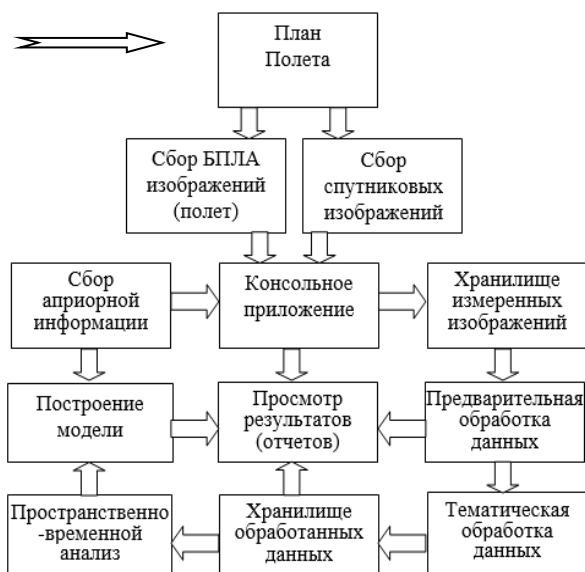 План
Полета
Сбор БПЛА
изображений
(полет)
Сбор
спутниковых
изображений
Сбор
априорной
информации
Консольное
приложение
Хранилище
измеренных
изображений
Построение
модели
Просмотр
результатов
(отчетов)
Предварительная
обработка
данных
Пространственно
-временной
анализ
Хранилище
обработанных
данных
Тематическая
обработка
данных